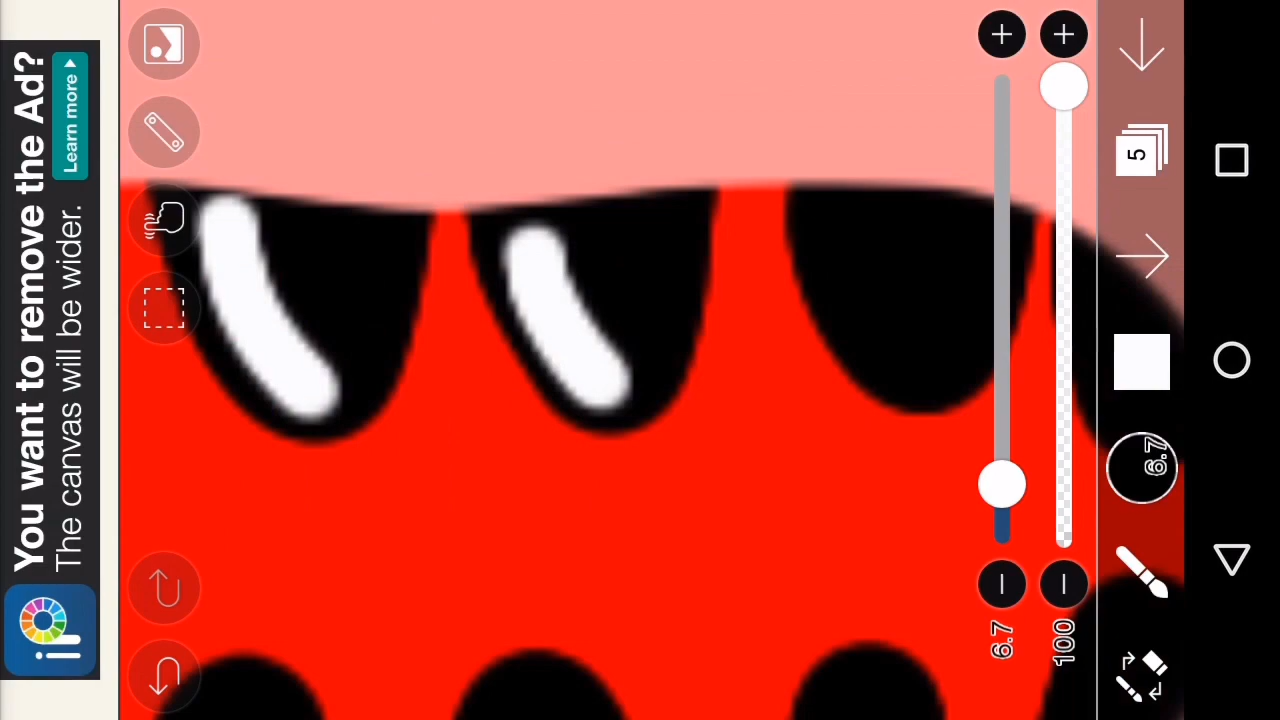 You want to remove the Ad?
The canvas will be wider.
Learn more ▶
5
6.7
6.7
100